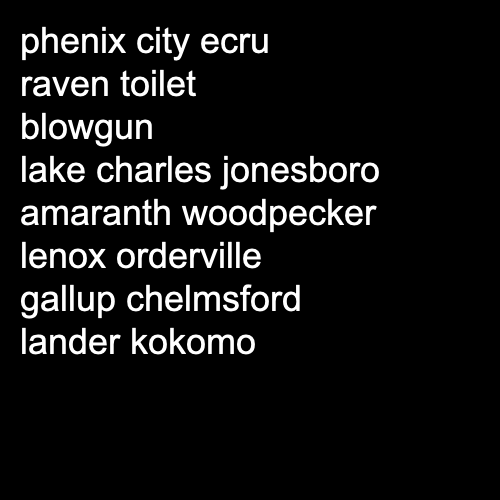 phenix city ecru
raven toilet
blowgun
lake charles jonesboro
amaranth woodpecker
lenox orderville
gallup chelmsford
lander kokomo